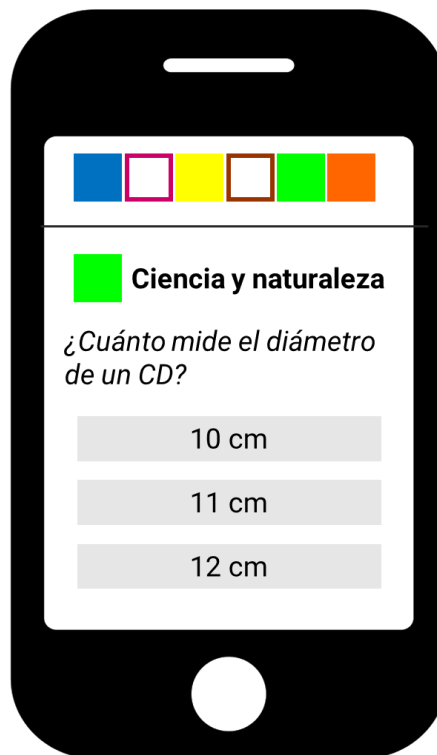 Ciencia y naturaleza
¿Cuánto mide el diámetro
de un CD?
10 cm
11 cm
12 cm